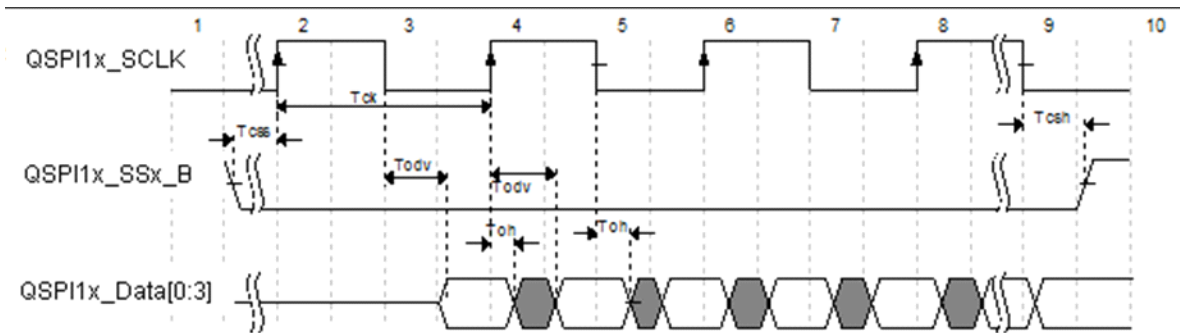 1 2 3 4 5 6 7 8 9 10
QSPI1x_SCLK
Tck
Tcss
Tcsh
QSPI1x_SSx_B
Todv
Todv
Toh
Toh
QSPI1x_Data[0:3]